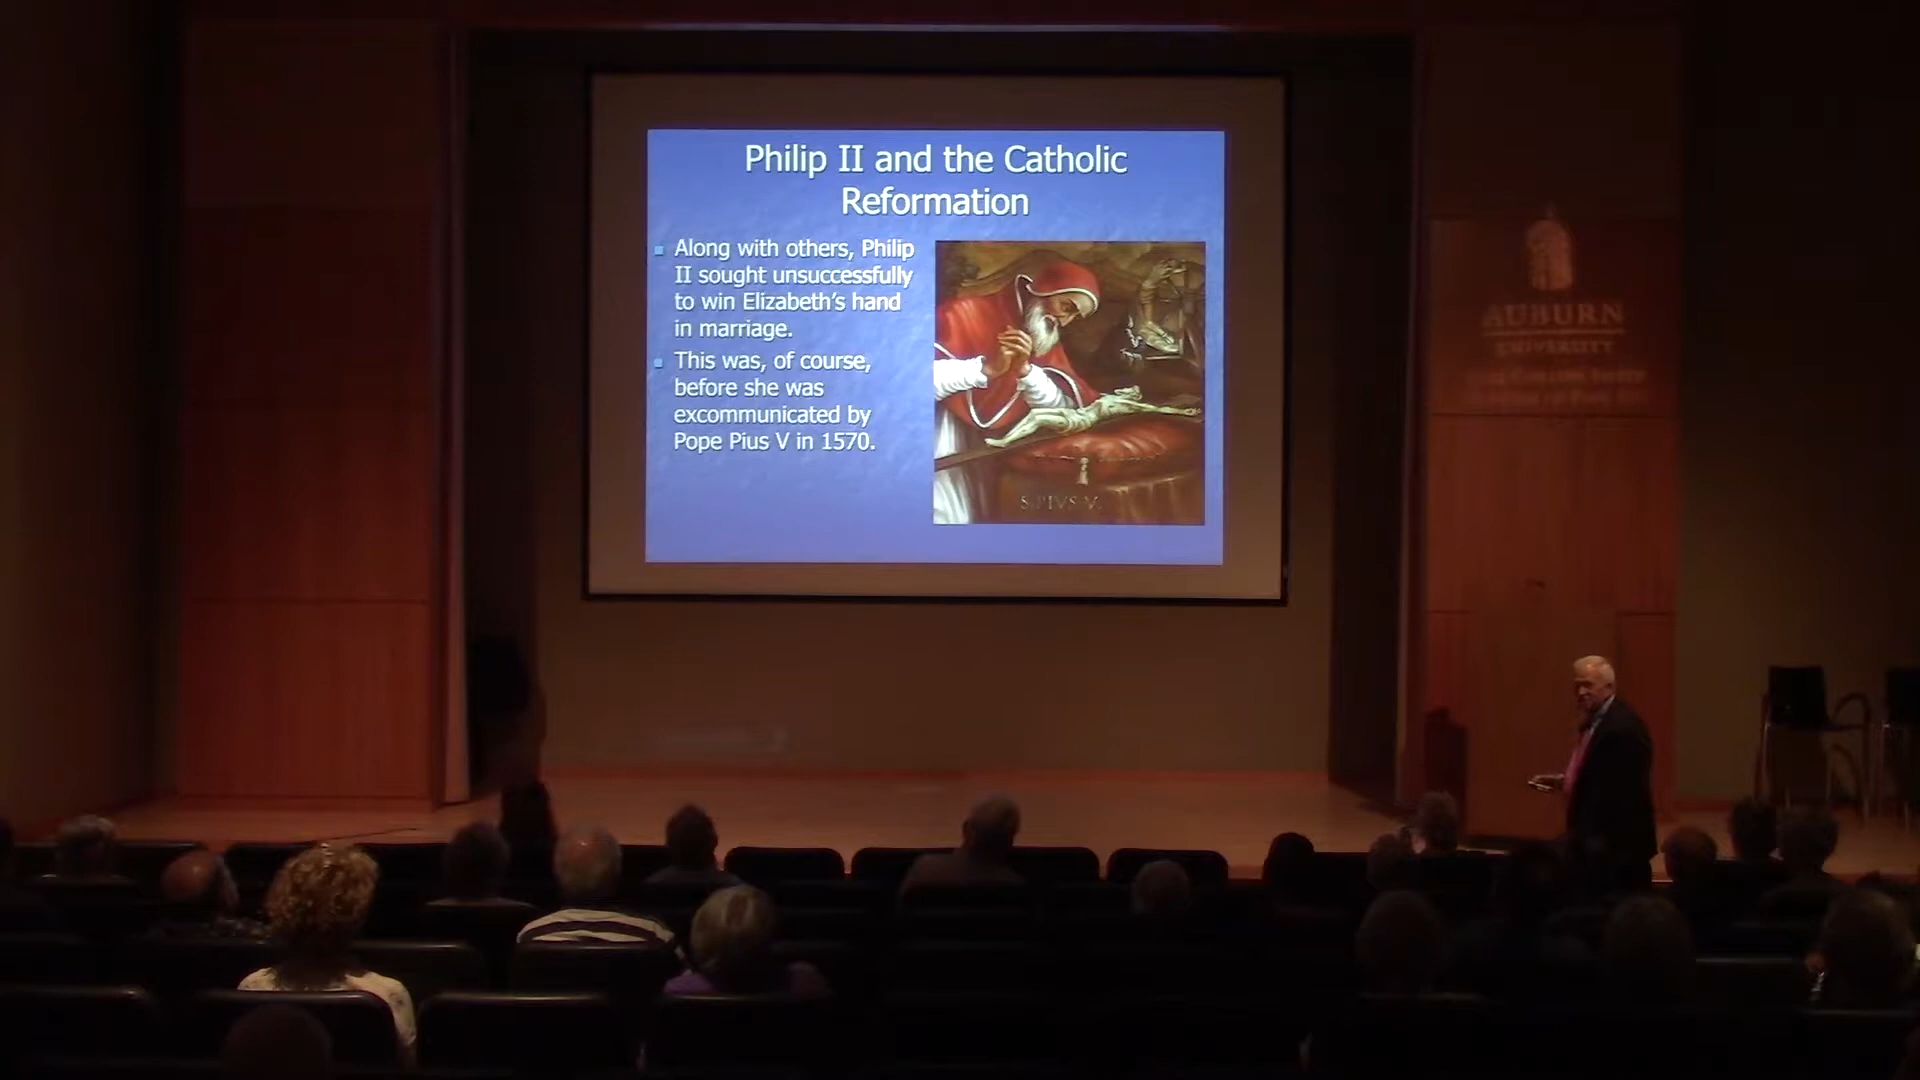 Philip II and the Catholic
Reformation
Along with others, Philip
II sought unsuccessfully
to win Elizabeth's hand
in marriage.
This was, of course,
before she was
excommunicated by
Pope Pius V in 1570.
S. PIVS V.
AUBURN
UNIVERSITY